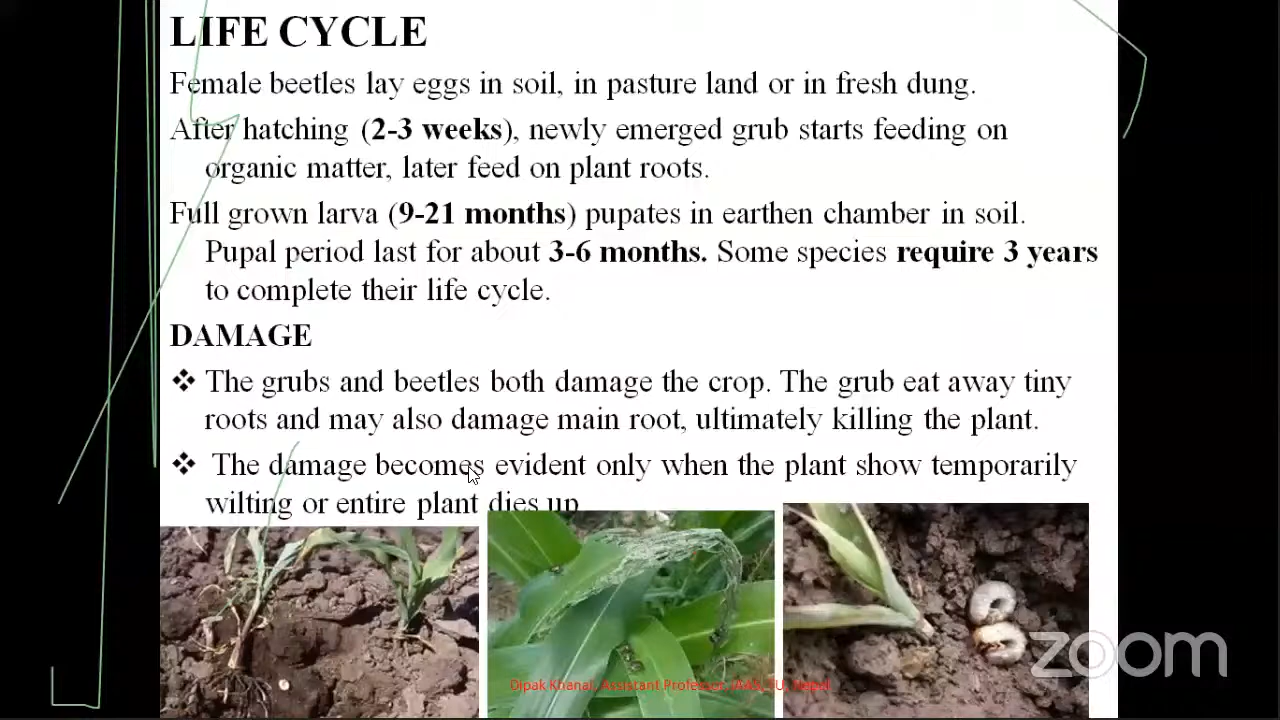 LIFE CYCLE
Female beetles lay eggs in soil, in pasture land or in fresh dung.
After hatching (2-3 weeks), newly emerged grub starts feeding on
organic matter, later feed on plant roots.
Full grown larva (9-21 months) pupates in earthen chamber in soil.
Pupal period last for about 3-6 months. Some species require 3 years
to complete their life cycle.
DAMAGE
❖ The grubs and beetles both damage the crop. The grub eat away tiny
roots and may also damage main root, ultimately killing the plant.
❖ The damage becomes evident only when the plant show temporarily
wilting or entire plant dies up
zoom
Dipak Khanal, Assistant Professor, IAAS, TU, Nepal